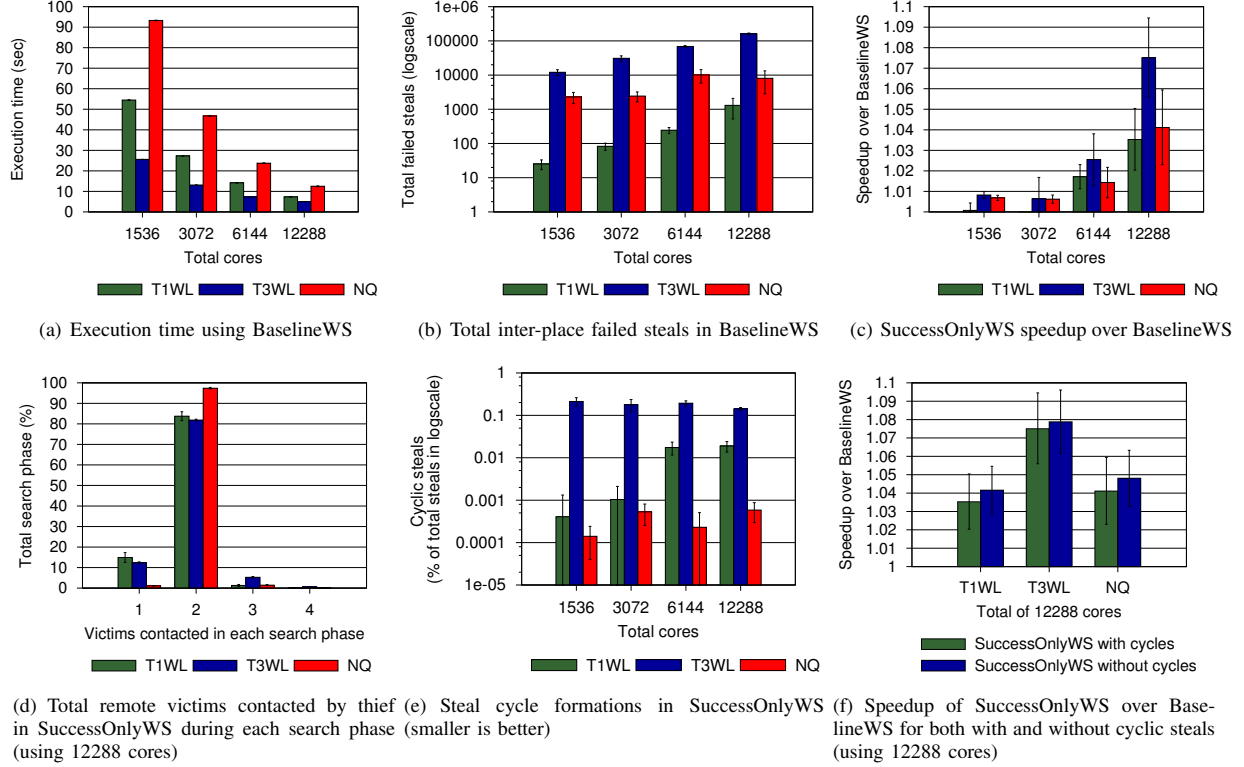 100
90
80
70
60
50
40
30
20
10
0
Execution time (sec)
1536 3072 6144 12288
Total cores
T1WL T3WL NQ
(a) Execution time using BaselineWS
1e+06
100000
10000
1000
100
10
1
Total failed steals (logscale)
1536 3072 6144 12288
Total cores
T1WL T3WL NQ
(b) Total inter-place failed steals in BaselineWS
1.1
1.09
1.08
1.07
1.06
1.05
1.04
1.03
1.02
1.01
1
Speedup over BaselineWS
1536 3072 6144 12288
Total cores
T1WL T3WL NQ
(c) SuccessOnlyWS speedup over BaselineWS
100
90
80
70
60
50
40
30
20
10
0
Total search phase (%)
1 2 3 4
Victims contacted in each search phase
T1WL T3WL NQ
(d) Total remote victims contacted by thief
in SuccessOnlyWS during each search phase
(using 12288 cores)
1
0.1
0.01
0.001
0.0001
1e-05
Cyclic steals
(% of total steals in logscale)
1536 3072 6144 12288
Total cores
T1WL T3WL NQ
(e) Steal cycle formations in SuccessOnlyWS
(smaller is better)
1.1
1.09
1.08
1.07
1.06
1.05
1.04
1.03
1.02
1.01
1
Speedup over BaselineWS
T1WL T3WL NQ
Total of 12288 cores
SuccessOnlyWS with cycles
SuccessOnlyWS without cycles
(f) Speedup of SuccessOnlyWS over Base-
lineWS for both with and without cyclic steals
(using 12288 cores)